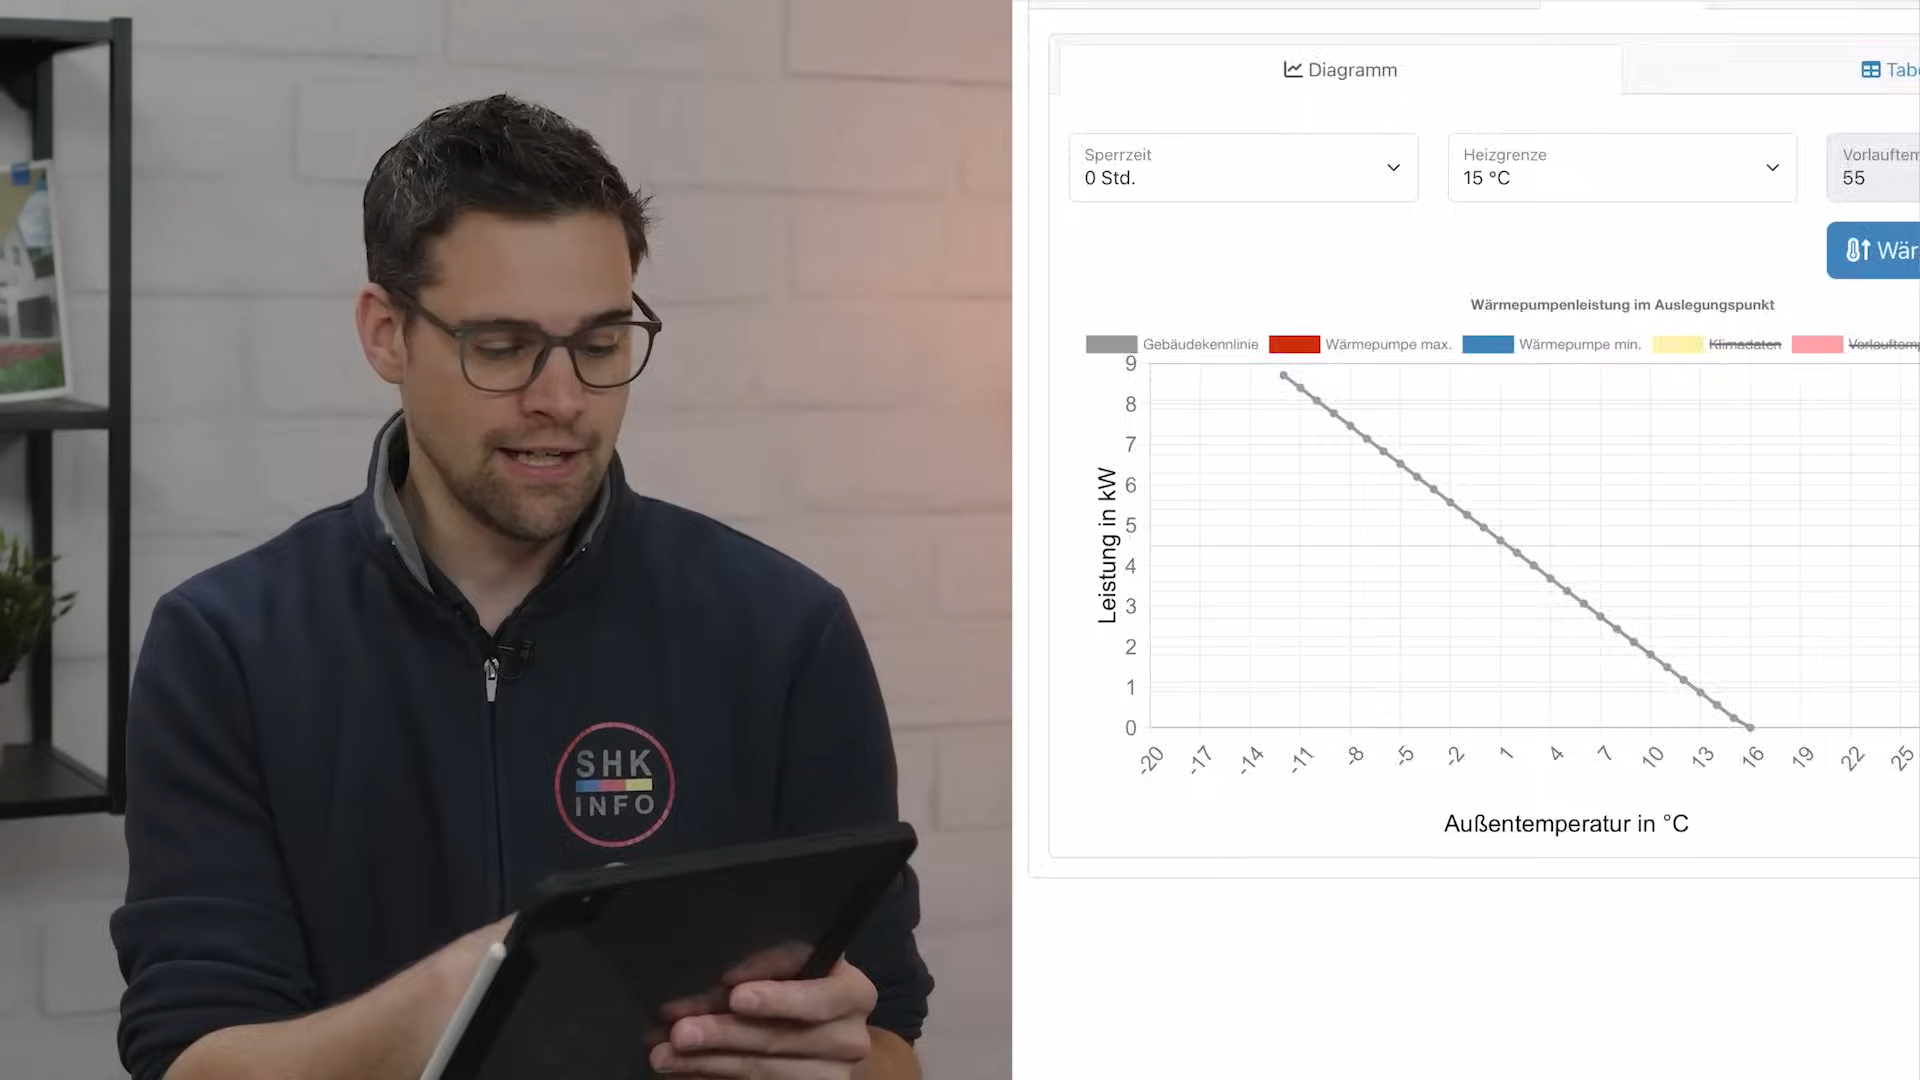 Diagramm
Tab
Sperrzeit
0 Std.
Heizgrenze
15 °C
Vorlauftem
55
Wär
Wärmepumpenleistung im Auslegungspunkt
Gebäudekennlinie Wärmepumpe max. Wärmepumpe min. Klimadaten Vorlauftemp
9
8
7
6
5
4
3
2
1
0
Leistung in kW
-20 -17 -14 -11 -8 -5 -2 1 4 7 10 13 16 19 22 25
Außentemperatur in °C
SHK
INFO